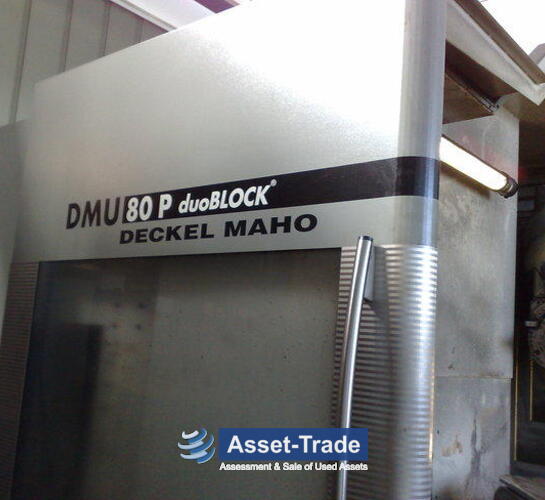 DMU 80 P duoBLOCK®
DECKEL MAHO
Asset-Trade
Assessment & Sale of Used Assets